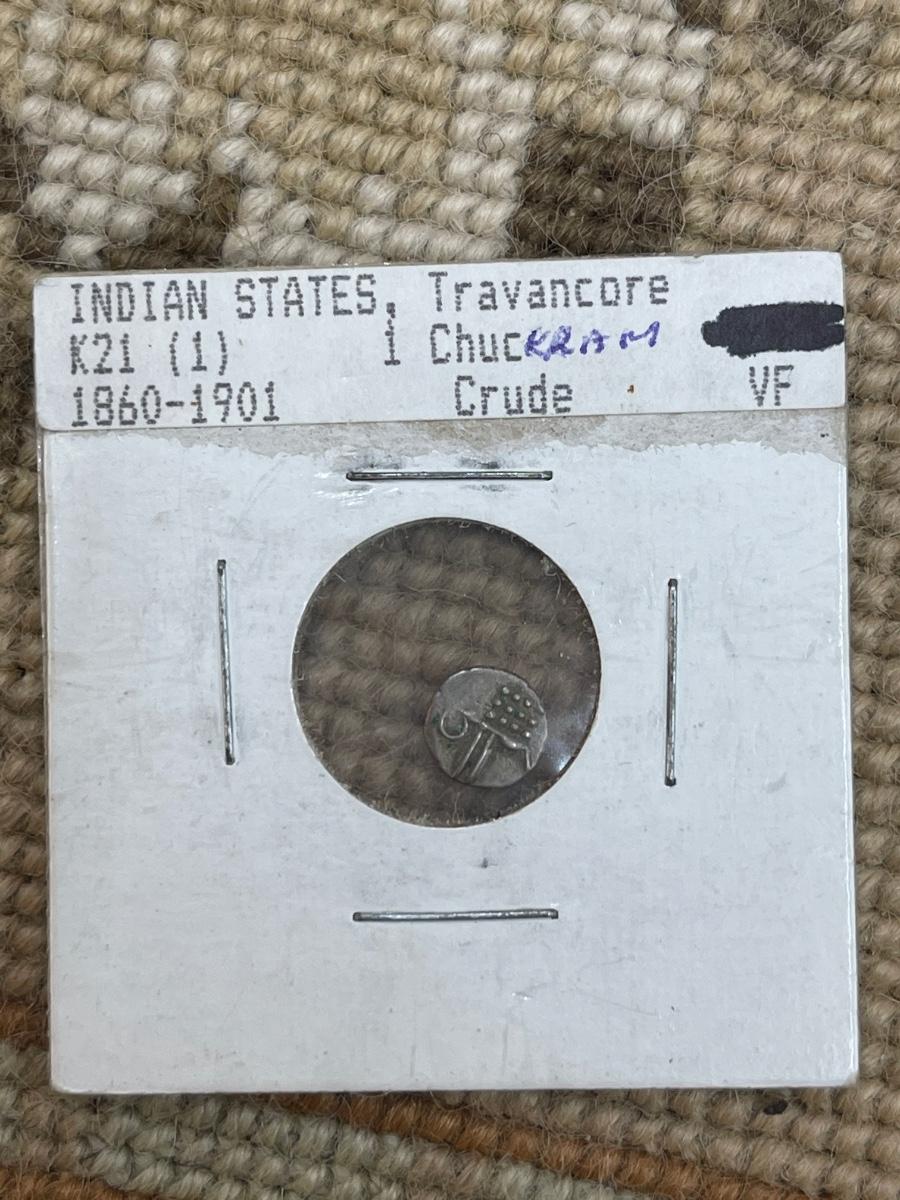 INDIAN STATES, Travancore
K21 (1) 1 ChucKRAM
1860-1901 Crude VF